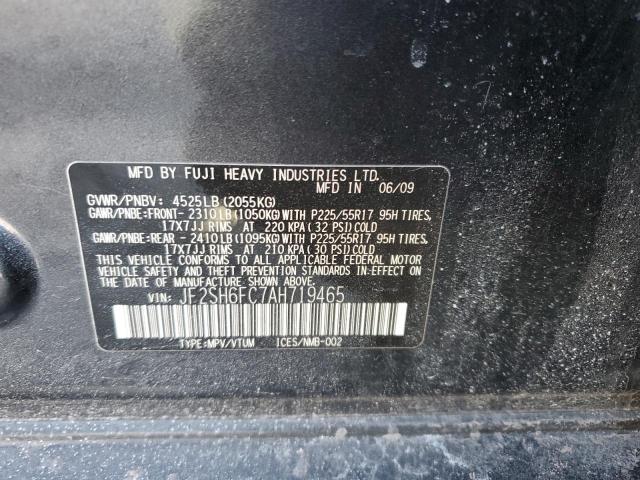 MFD BY FUJI HEAVY INDUSTRIES LTD.
MFD IN 06/09
GVWR/PNBV: 4525LB (2055KG)
GAWR/PNBE:FRONT- 2310LB(1050KG)WITH P225/55R17 95H TIRES,
17X7JJ RIMS AT 220 KPA (32 PSI)COLD
GAWR/PNBE:REAR - 2410LB(1095KG)WITH P225/55R17 95H TIRES,
17X7JJ RIMS AT 210 KPA (30 PSI)COLD
THIS VEHICLE CONFORMS TO ALL APPLICABLE FEDERAL MOTOR
VEHICLE SAFETY AND THEFT PREVENTION STANDARDS IN EFFECT ON
THE DATE OF MANUFACTURE SHOWN ABOVE.
VIN: JF2SH6FC7AH719465
TYPE:MPV/VTUM ICES/NMB-002